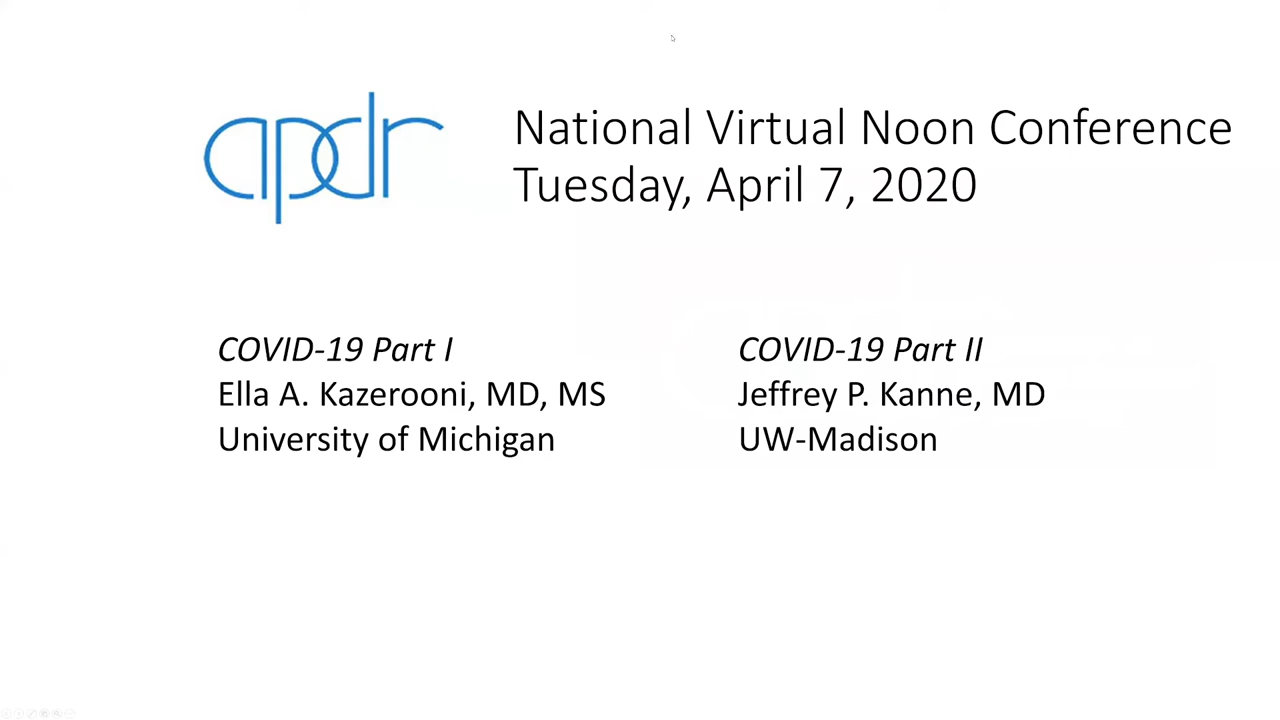 apdr
National Virtual Noon Conference
Tuesday, April 7, 2020
COVID-19 Part I
Ella A. Kazerooni, MD, MS
University of Michigan
COVID-19 Part II
Jeffrey P. Kanne, MD
UW-Madison